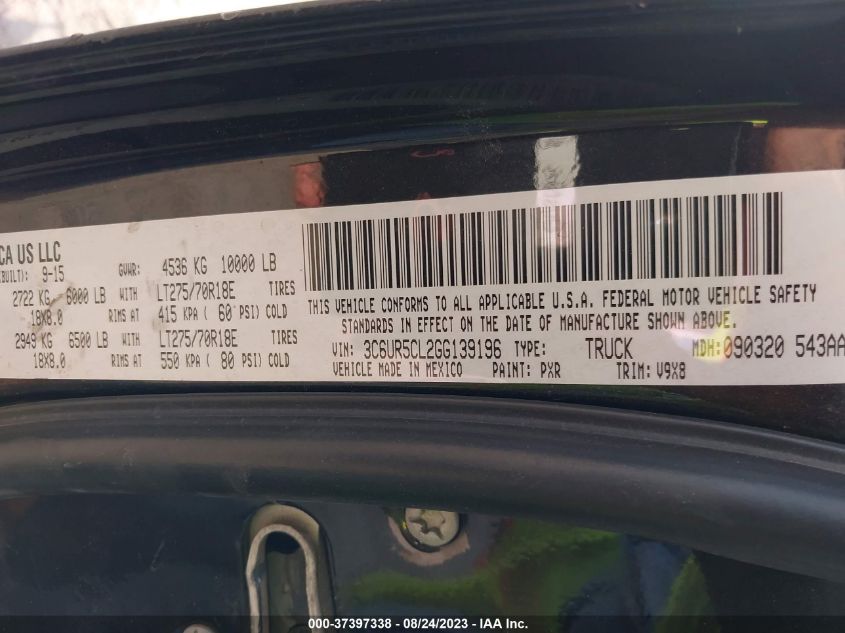 CA US LLC
BUILT): 9-15 GVWR: 4536 KG 10000 LB
2722 KG 6000 LB WITH LT275/70R18E TIRES
18X8.0 RIMS AT 415 KPA ( 60 PSI) COLD
2949 KG 6500 LB WITH LT275/70R18E TIRES
18X8.0 RIMS AT 550 KPA ( 80 PSI) COLD
THIS VEHICLE CONFORMS TO ALL APPLICABLE U.S.A. FEDERAL MOTOR VEHICLE SAFETY
STANDARDS IN EFFECT ON THE DATE OF MANUFACTURE SHOWN ABOVE.
VIN: 3C6UR5CL2GG139196 TYPE: TRUCK MDH: 090320 543AA
VEHICLE MADE IN MEXICO PAINT: PXR TRIM: V9X8
000-37397338 - 08/24/2023 - IAA Inc.